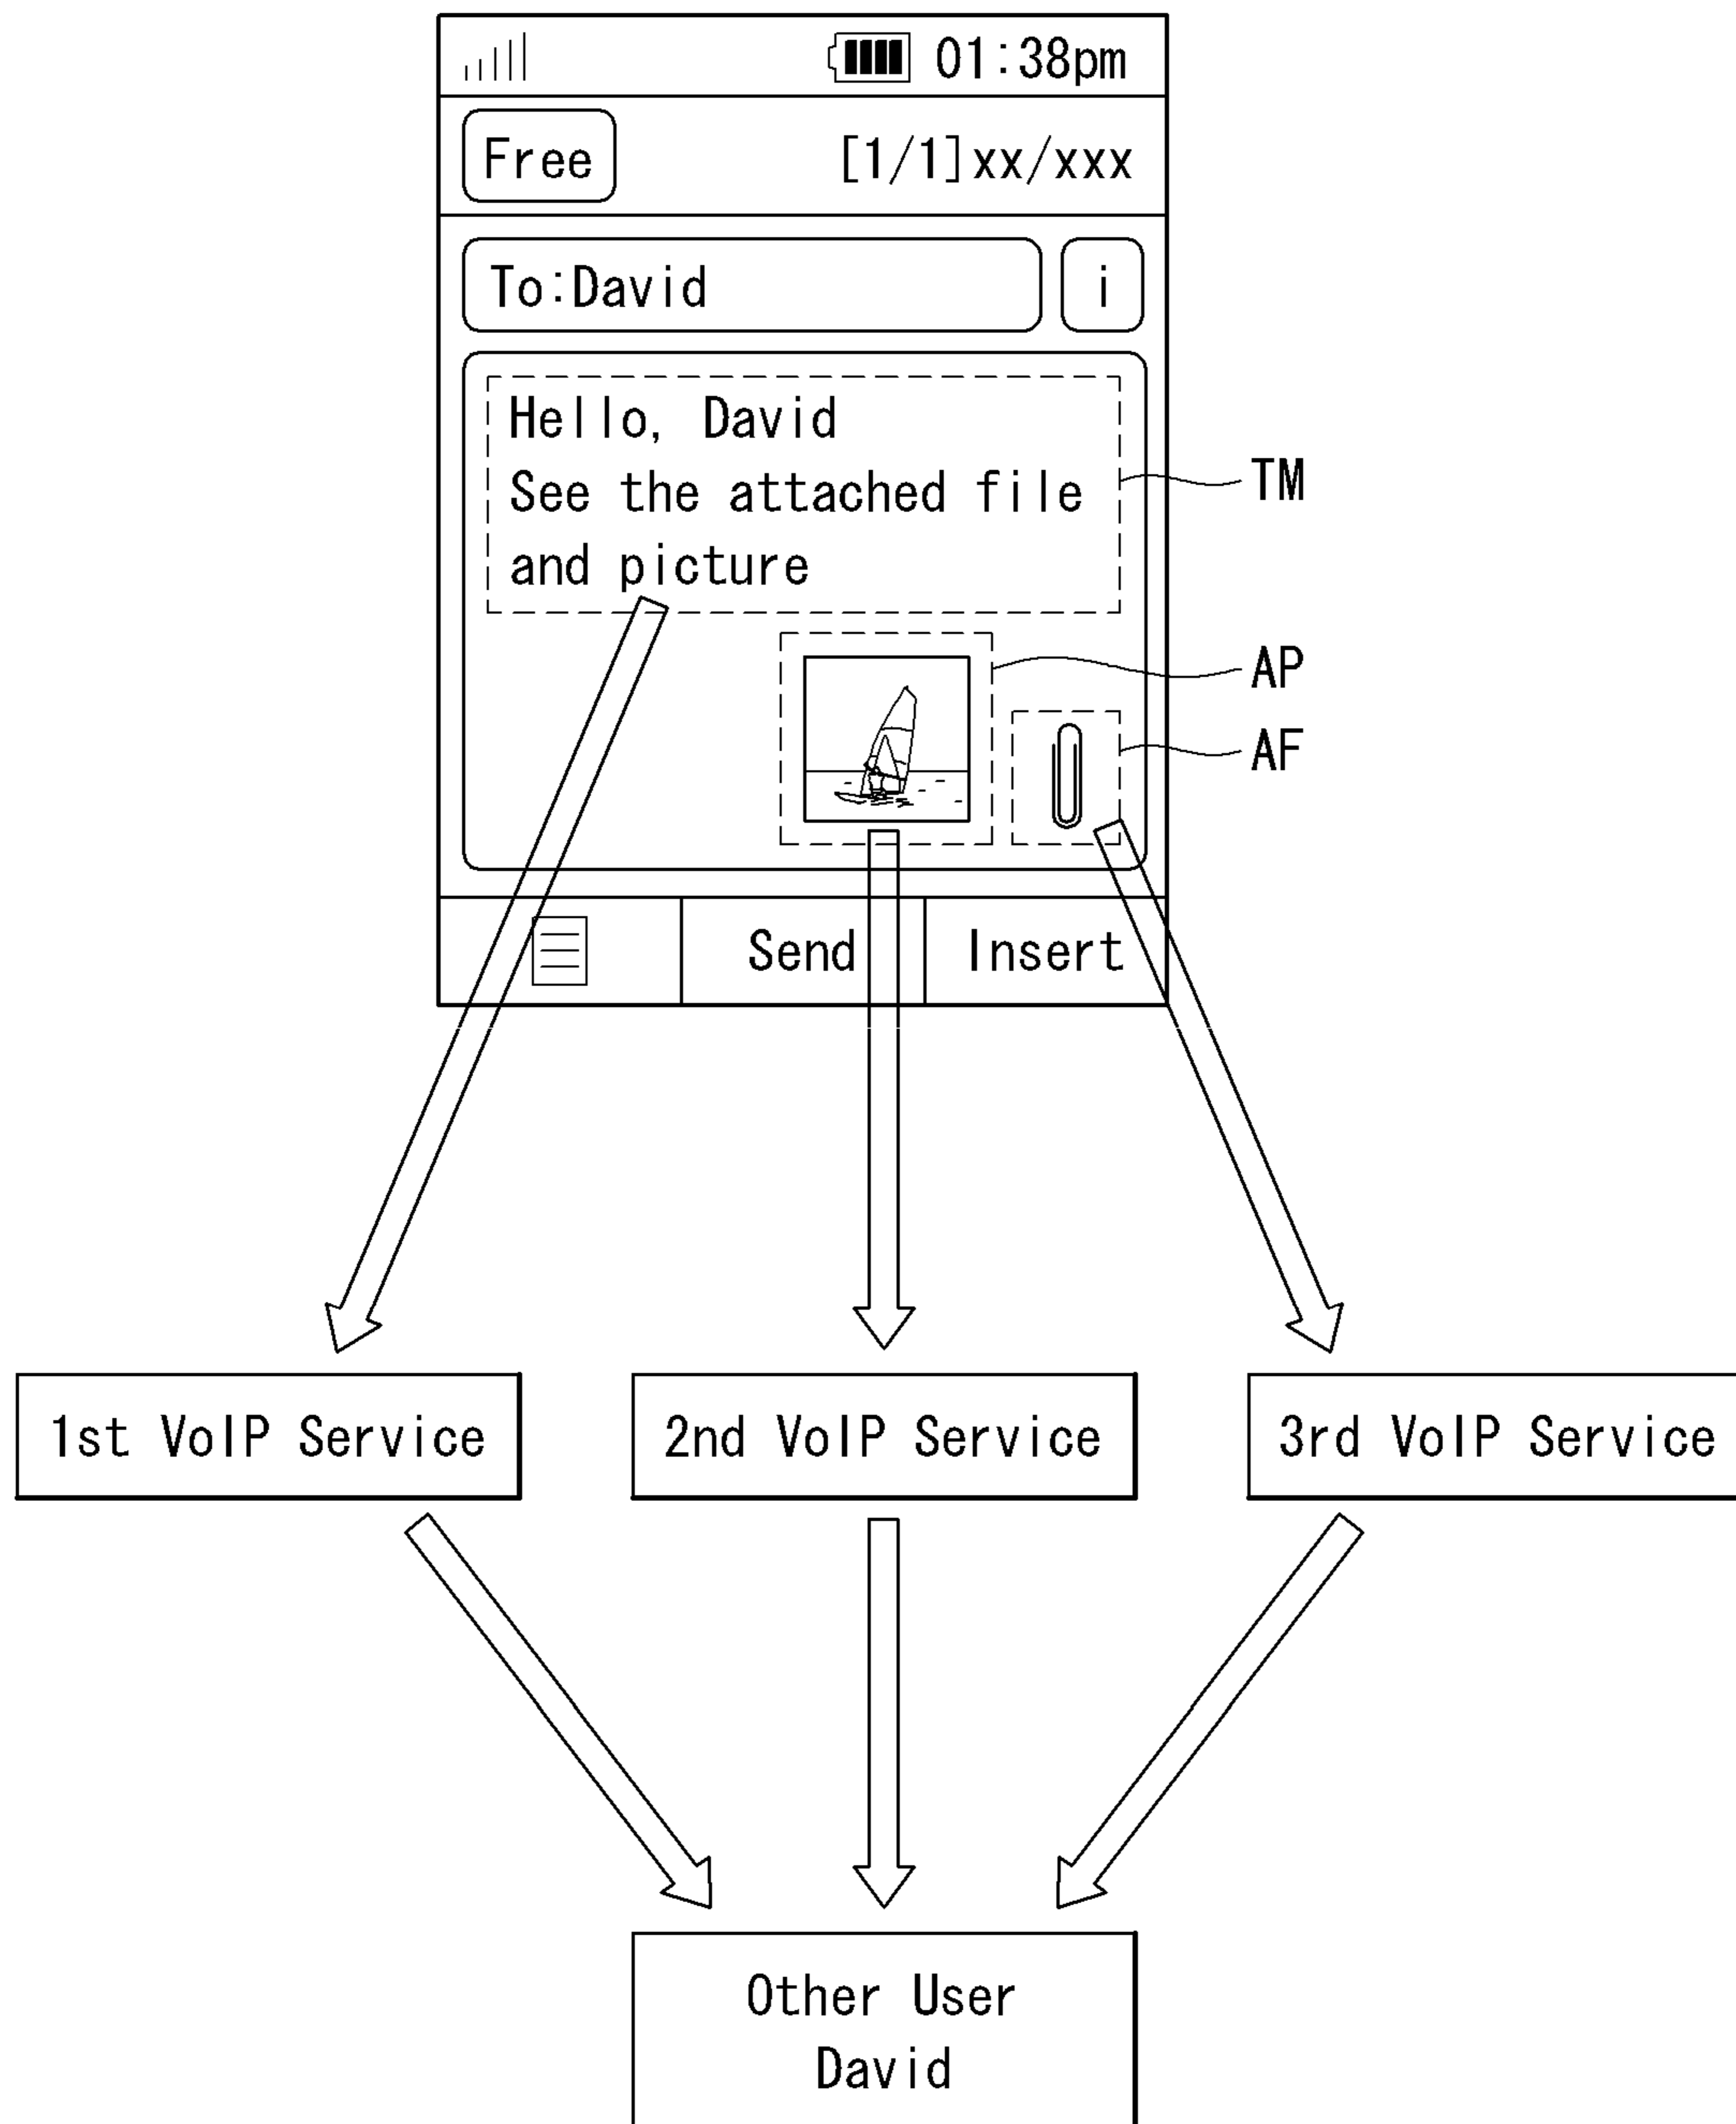 01:38pm
Free
[1/1]xx/xxx
To:David
i
Hello, David
See the attached file
and picture
TM
AP
AF
Send
Insert
1st VoIP Service
2nd VoIP Service
3rd VoIP Service
Other User
David